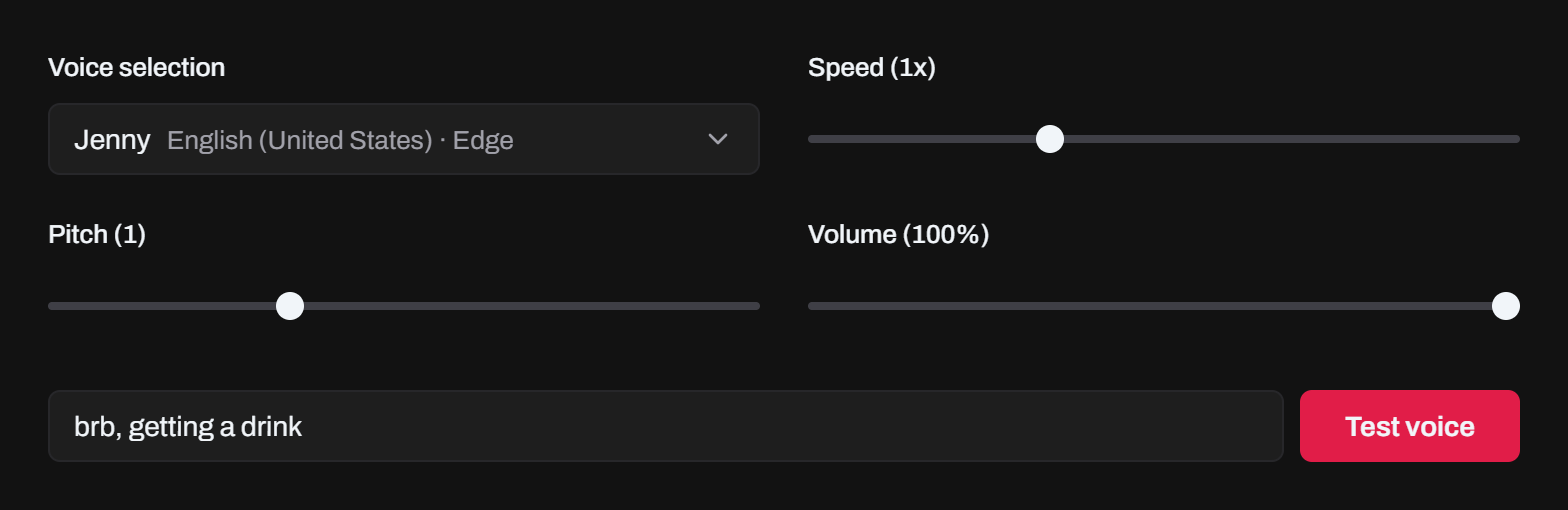 Voice selection
Speed (1x)
Jenny English (United States) · Edge
Pitch (1)
Volume (100%)
brb, getting a drink
Test voice